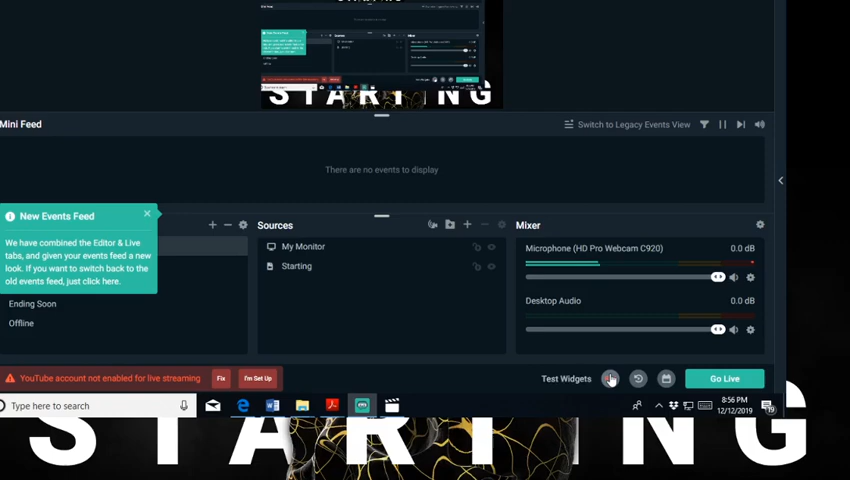 STARTING
Mini Feed
Switch to Legacy Events View
There are no events to display
New Events Feed
We have combined the Editor & Live
tabs, and given your events feed a new
look. If you want to switch back to the
old events feed, just click here.
Ending Soon
Offline
Sources
My Monitor
Starting
Mixer
Microphone (HD Pro Webcam C920)
0.0 dB
Desktop Audio
0.0 dB
YouTube account not enabled for live streaming
Fix
I'm Set Up
Test Widgets
Go Live
Type here to search
8:56 PM
12/12/2019
19
STARTING